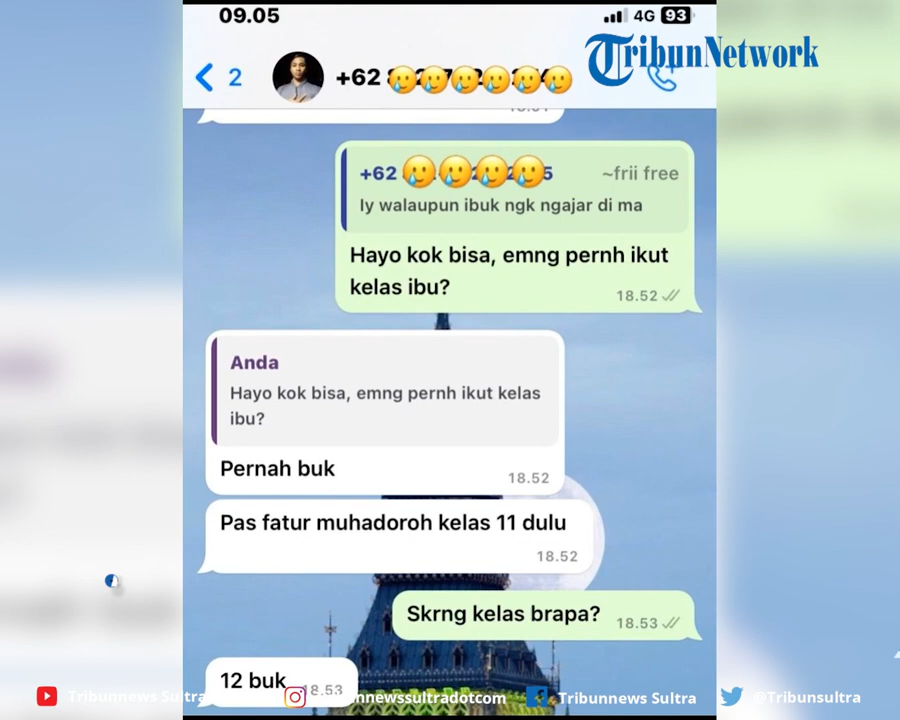 09.05
4G 93
TribunNetwork
2
+62
+62 5 ~frii free
Iy walaupun ibuk ngk ngajar di ma
Hayo kok bisa, emng pernh ikut
kelas ibu?
18.52
Anda
Hayo kok bisa, emng pernh ikut kelas
ibu?
Pernah buk
18.52
Pas fatur muhadoroh kelas 11 dulu
18.52
Skrng kelas brapa?
18.53
12 buk
18.53
Tribunnews Sultra
nnewssultradotcom
Tribunnews Sultra
@Tribunsultra